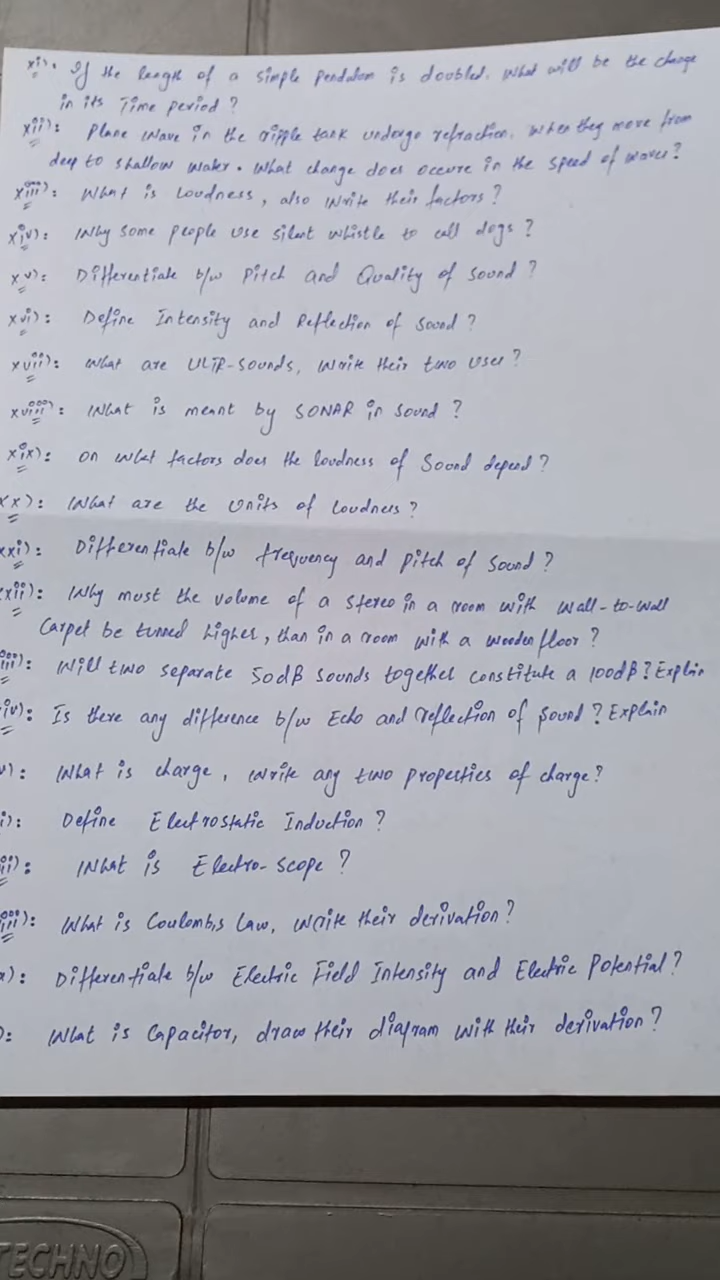 xi): If the length of a simple pendulam is doubled. What will be the change
in its Time period?
xii): Plane wave in the ripple tank undergo refraction. When they move from
deep to shallow water. What change does occure in the speed of waves?
xiii): What is Loudness, also write their factors?
xiv): Why some people use silent whistle to call dogs?
xv): Differentiate b/w Pitch and Quality of sound?
xvi): Define Intensity and Reflection of sound?
xvii): What are ULTR-sounds, write their two uses?
xviii): What is meant by SONAR in sound?
xix): on what factors does the loudness of sound depend?
xx): What are the units of loudness?
xxi): Differentiate b/w frequency and pitch of sound?
xxii): Why must the volume of a stereo in a room with wall-to-wall
Carpet be tunned higher, than in a room with a wooden floor?
iii): Will two separate 50dB sounds together constitute a 100dB? Explain
iv): Is there any difference b/w Echo and reflection of sound? Explain
v): What is charge, write any two properties of charge?
i): Define Electrostatic Induction?
ii): What is Electro-scope?
iii): What is Coulomb,s Law, write their derivation?
x): Differentiate b/w Electric Field Intensity and Electric Potential?
): What is Capacitor, draw their diagram with their derivation?
TECHNO